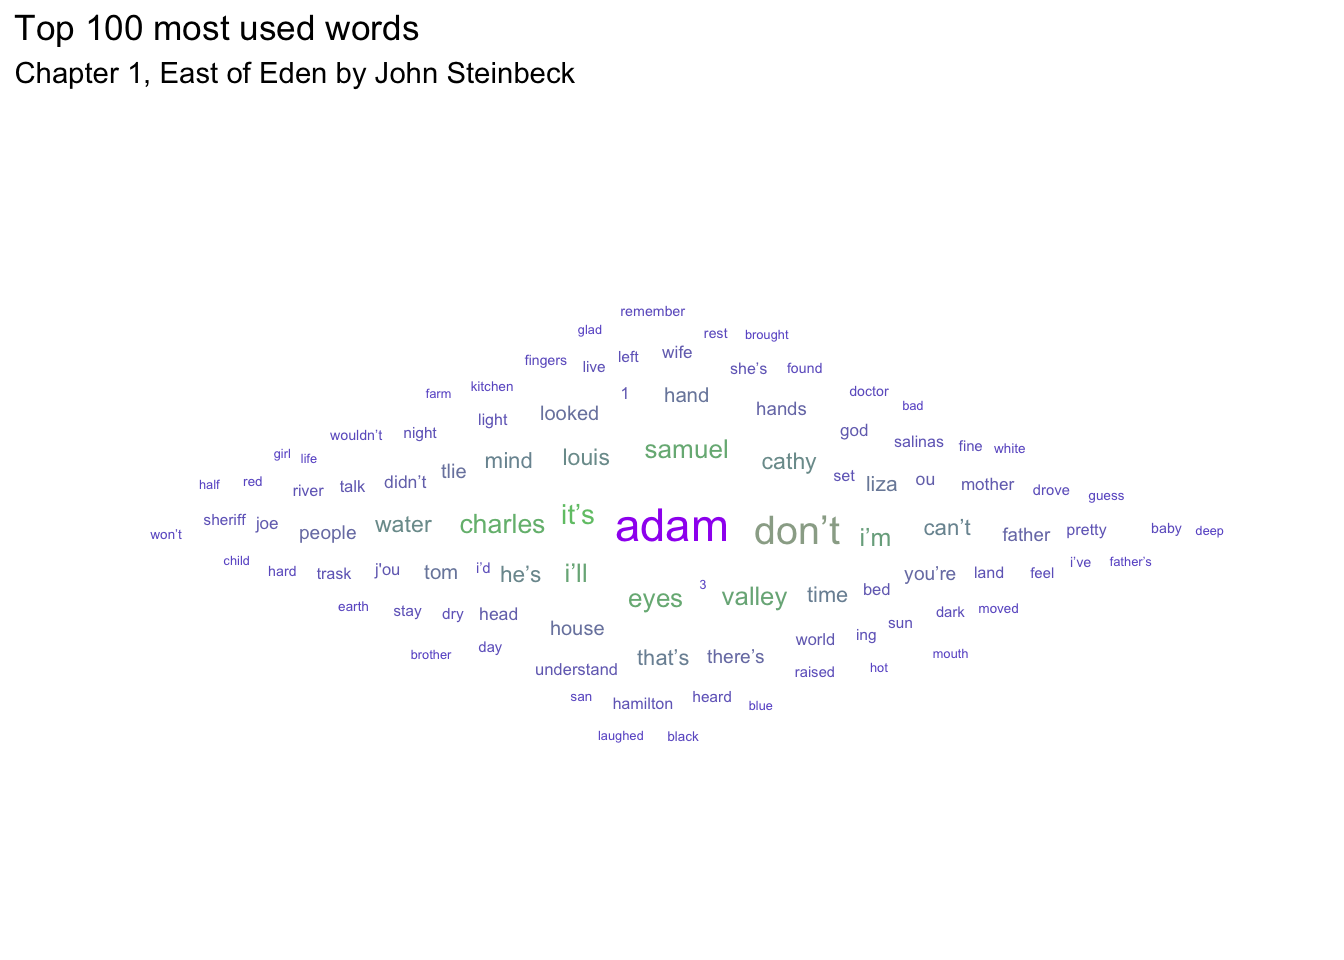 Top 100 most used words
Chapter 1, East of Eden by John Steinbeck
remember
glad rest brought
fingers live left wife she’s found
farm kitchen 1 hand doctor
light looked hands bad
wouldn’t night god salinas fine white
girl life tlie mind louis samuel cathy
half red river talk didn’t set liza ou mother drove guess
won’t sheriff joe people water charles it’s adam don’t i’m can’t father pretty baby deep
child hard trask j'ou tom i’d he’s i’ll you’re land feel i’ve father’s
earth stay dry head eyes 3 valley time bed dark moved
house sun
brother day understand that’s there’s world ing raised hot mouth
san hamilton heard blue
laughed black